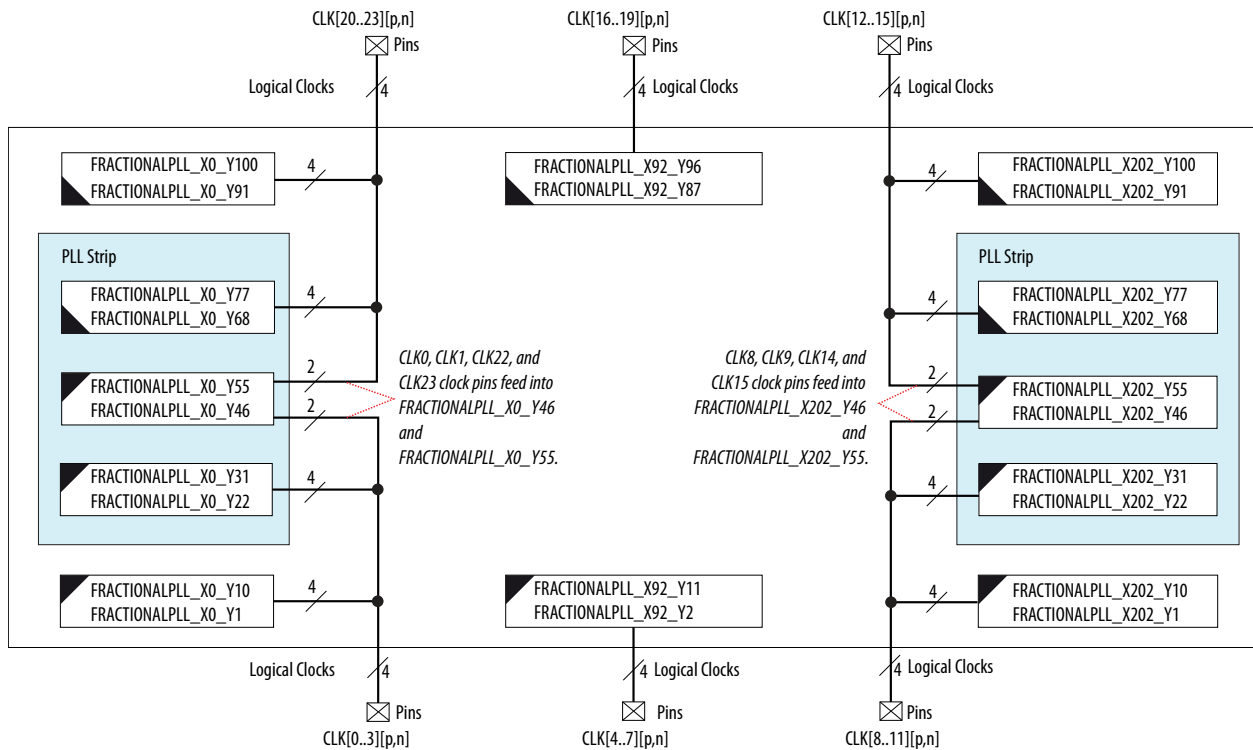 CLK[20..23][p,n]
CLK[16..19][p,n]
CLK[12..15][p,n]
Pins
Pins
Pins
Logical Clocks
4
4
Logical Clocks
4
Logical Clocks
FRACTIONALPLL_X0_Y100
FRACTIONALPLL_X0_Y91
4
FRACTIONALPLL_X92_Y96
FRACTIONALPLL_X92_Y87
4
FRACTIONALPLL_X202_Y100
FRACTIONALPLL_X202_Y91
PLL Strip
FRACTIONALPLL_X0_Y77
FRACTIONALPLL_X0_Y68
4
FRACTIONALPLL_X0_Y55
FRACTIONALPLL_X0_Y46
2
2
FRACTIONALPLL_X0_Y31
FRACTIONALPLL_X0_Y22
4
CLK0, CLK1, CLK22, and
CLK23 clock pins feed into
FRACTIONALPLL_X0_Y46
and
FRACTIONALPLL_X0_Y55.
CLK8, CLK9, CLK14, and
CLK15 clock pins feed into
FRACTIONALPLL_X202_Y46
and
FRACTIONALPLL_X202_Y55.
PLL Strip
4
FRACTIONALPLL_X202_Y77
FRACTIONALPLL_X202_Y68
2
2
FRACTIONALPLL_X202_Y55
FRACTIONALPLL_X202_Y46
4
FRACTIONALPLL_X202_Y31
FRACTIONALPLL_X202_Y22
FRACTIONALPLL_X0_Y10
FRACTIONALPLL_X0_Y1
4
FRACTIONALPLL_X92_Y11
FRACTIONALPLL_X92_Y2
4
FRACTIONALPLL_X202_Y10
FRACTIONALPLL_X202_Y1
Logical Clocks
4
4
Logical Clocks
4
Logical Clocks
Pins
Pins
Pins
CLK[0..3][p,n]
CLK[4..7][p,n]
CLK[8..11][p,n]